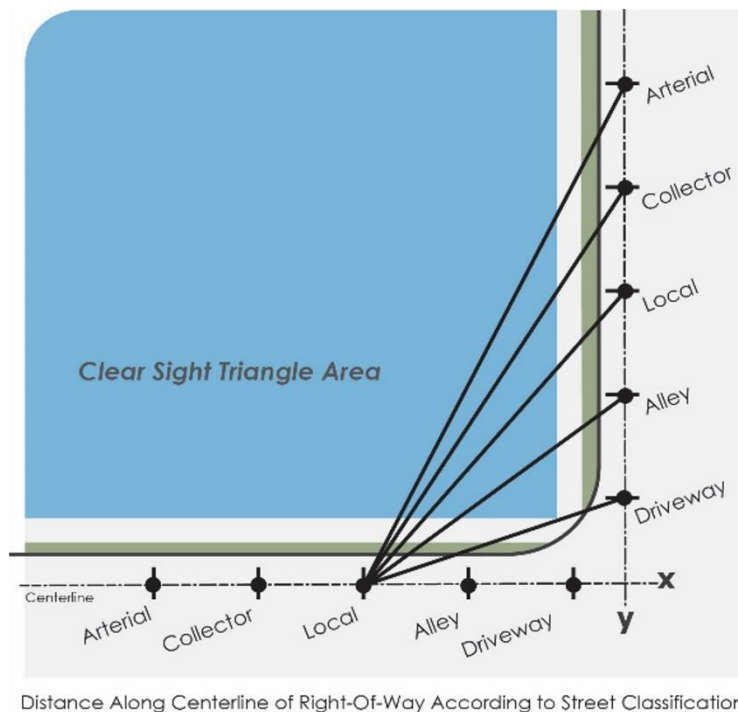 Arterial
Collector
Local
Clear Sight Triangle Area
Alley
Driveway
x
Centerline
Arterial
Collector
Local
Alley
Driveway
y
Distance Along Centerline of Right-Of-Way According to Street Classification